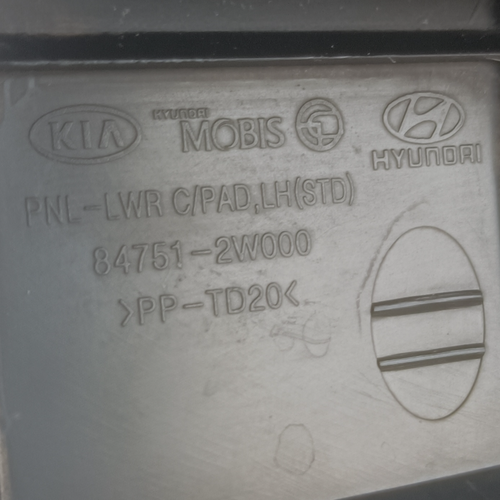 KIA HYUNDAI MOBIS HYUNDAI
PNL-LWR C/PAD,LH(STD)
84751-2W000
>PP-TD20<